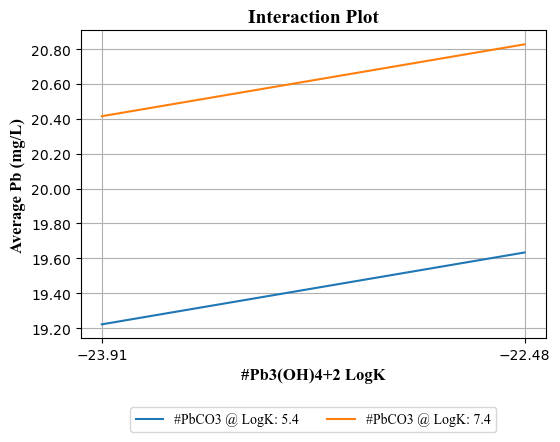 Interaction Plot
Average Pb (mg/L)
20.80
20.60
20.40
20.20
20.00
19.80
19.60
19.40
19.20
−23.91 −22.48
#Pb3(OH)4+2 LogK
#PbCO3 @ LogK: 5.4 #PbCO3 @ LogK: 7.4